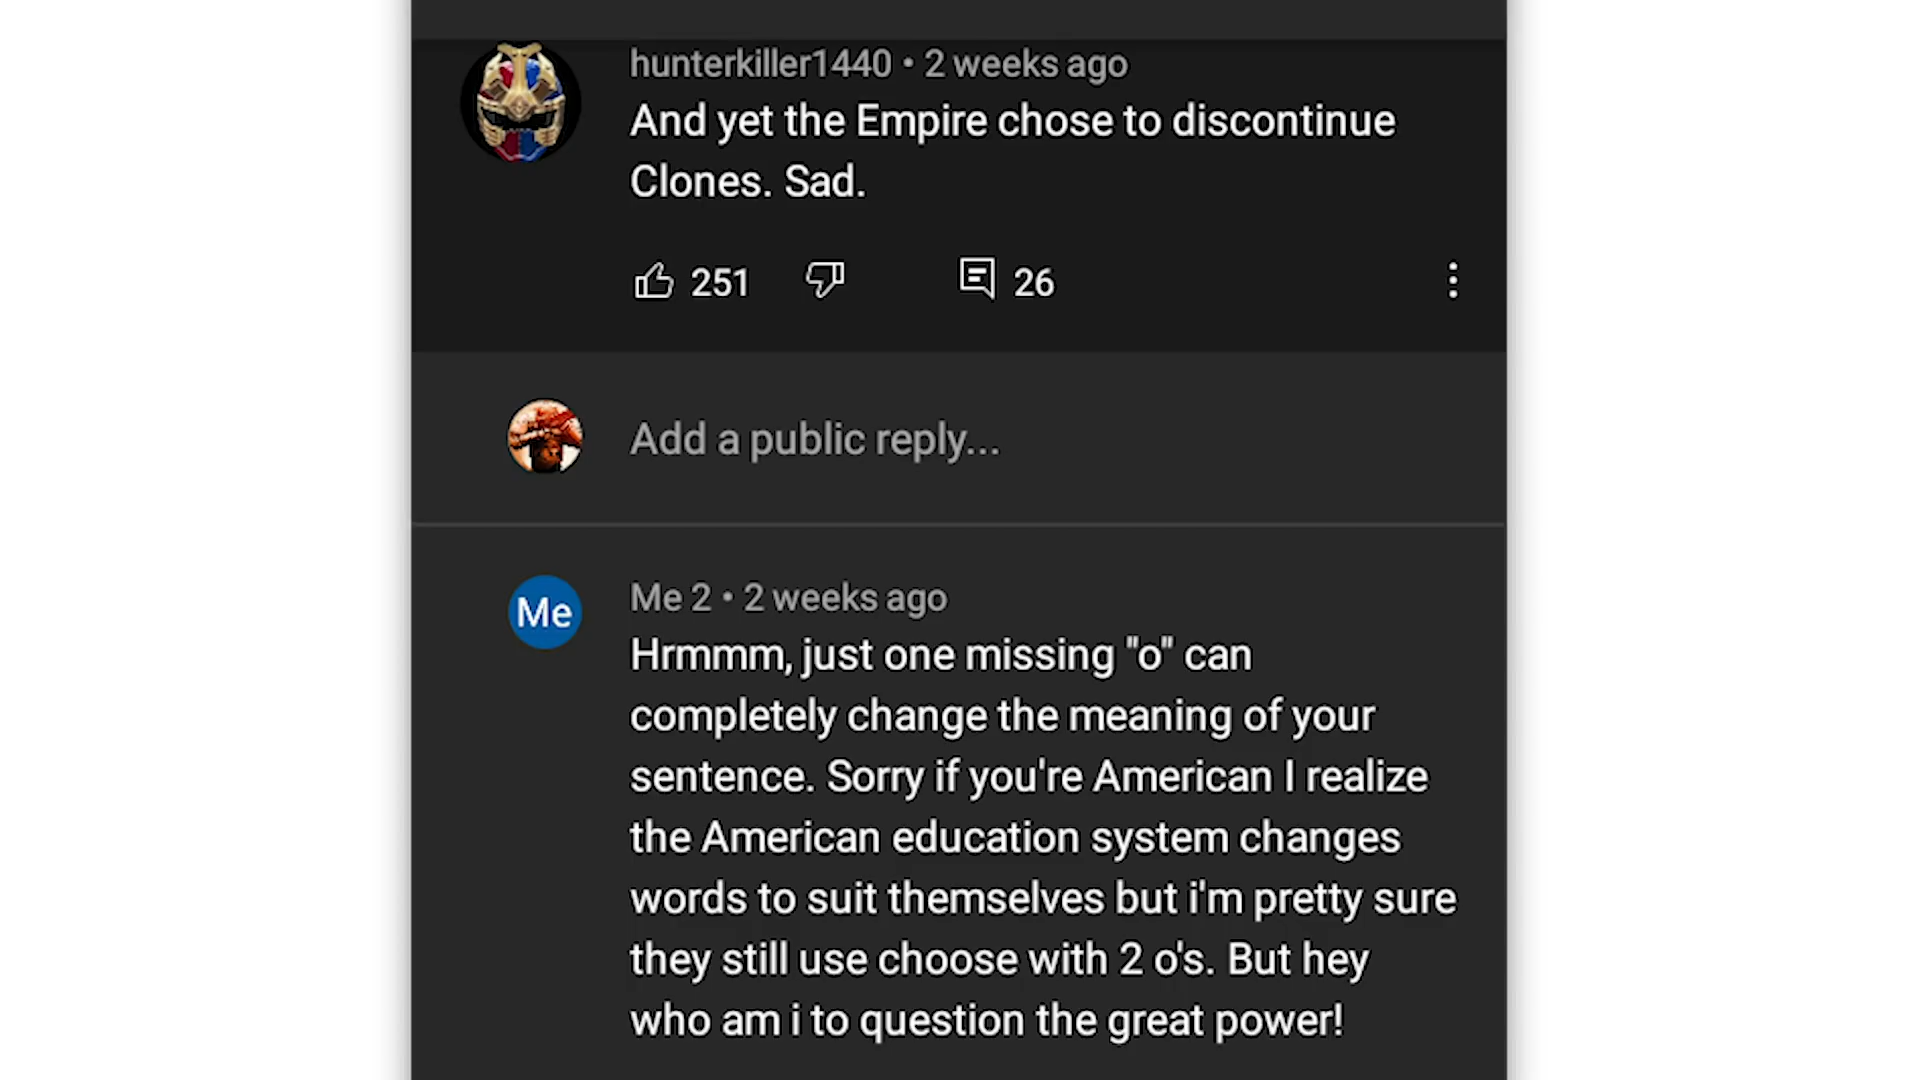 hunterkiller1440 • 2 weeks ago
And yet the Empire chose to discontinue
Clones. Sad.
251 26
Add a public reply...
Me
Me 2 • 2 weeks ago
Hrmmm, just one missing "o" can
completely change the meaning of your
sentence. Sorry if you're American I realize
the American education system changes
words to suit themselves but i'm pretty sure
they still use choose with 2 o's. But hey
who am i to question the great power!